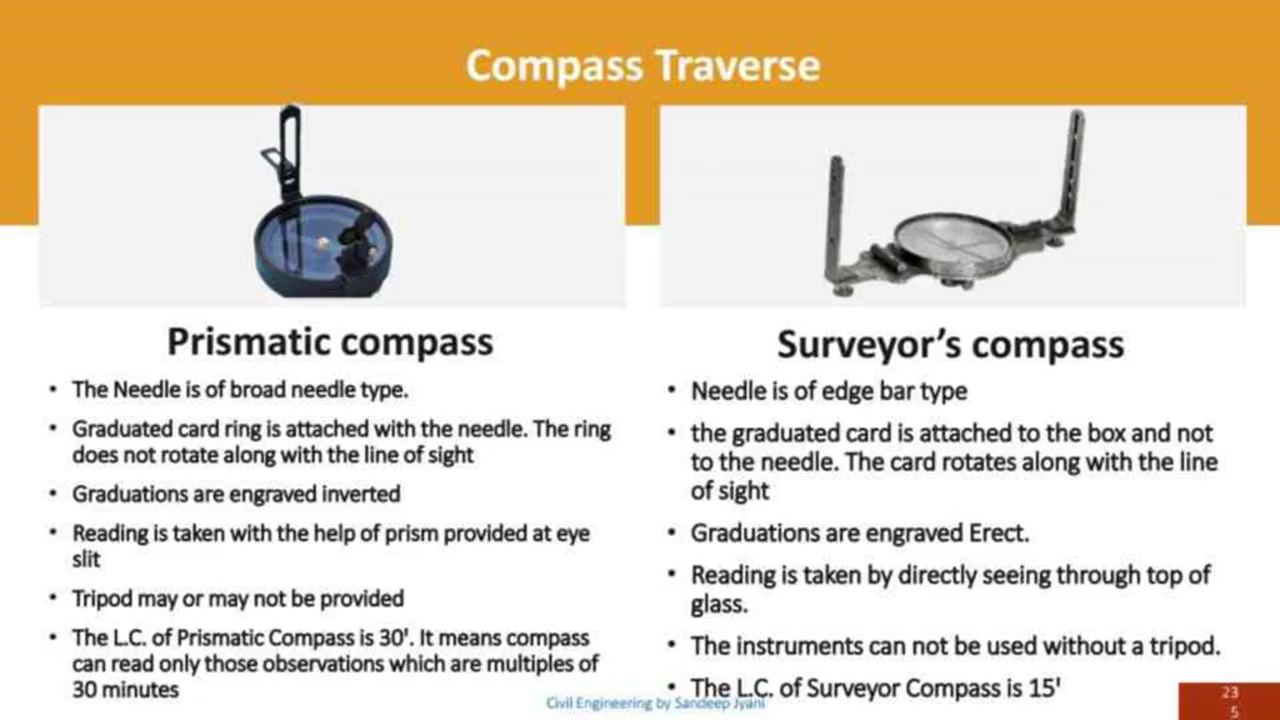 Compass Traverse
Prismatic compass
• The Needle is of broad needle type.
• Graduated card ring is attached with the needle. The ring
does not rotate along with the line of sight
• Graduations are engraved inverted
• Reading is taken with the help of prism provided at eye
slit
• Tripod may or may not be provided
• The L.C. of Prismatic Compass is 30'. It means compass
can read only those observations which are multiples of
30 minutes
Surveyor's compass
• Needle is of edge bar type
• the graduated card is attached to the box and not
to the needle. The card rotates along with the line
of sight
• Graduations are engraved Erect.
• Reading is taken by directly seeing through top of
glass.
• The instruments can not be used without a tripod.
• The L.C. of Surveyor Compass is 15'
Civil Engineering by Sandeep Jyani
23
5